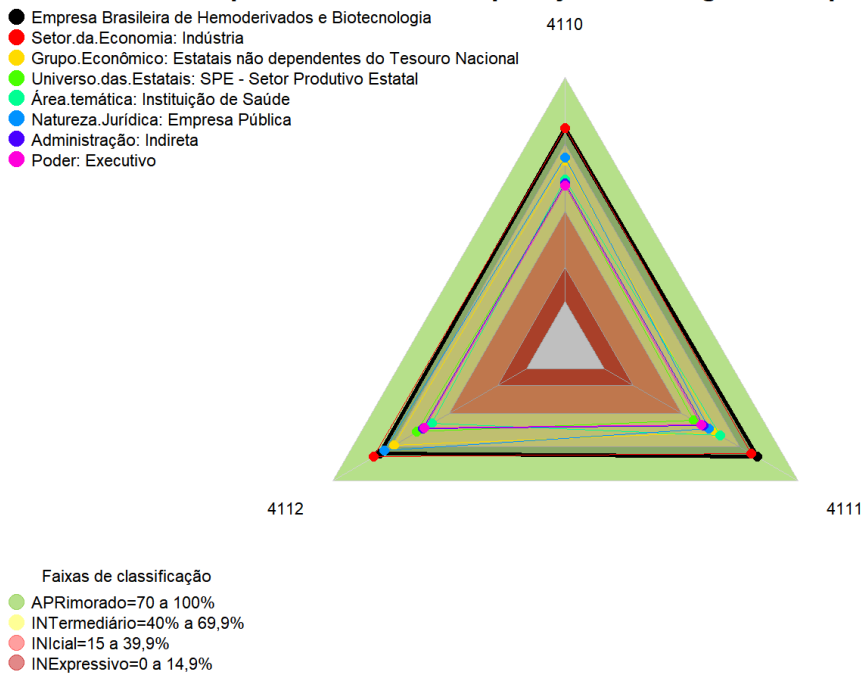 Empresa Brasileira de Hemoderivados e Biotecnologia
Setor.da.Economia: Indústria
Grupo.Econômico: Estatais não dependentes do Tesouro Nacional
Universo.das.Estatais: SPE - Setor Produtivo Estatal
Área.temática: Instituição de Saúde
Natureza.Jurídica: Empresa Pública
Administração: Indireta
Poder: Executivo
4110
4112
4111
Faixas de classificação
APRimorado=70 a 100%
INTermediário=40% a 69,9%
INIcial=15 a 39,9%
INExpressivo=0 a 14,9%